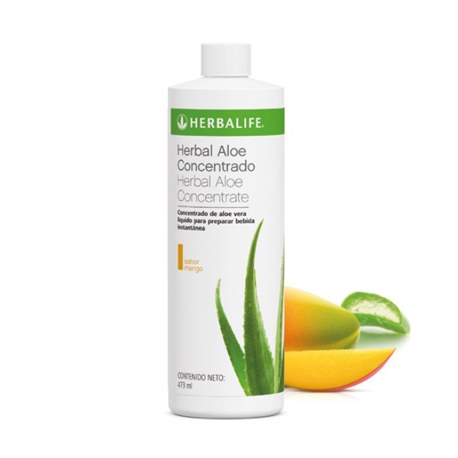 HERBALIFE.
Herbal Aloe
Concentrado
Herbal Aloe
Concentrate
Concentrado de aloe vera
líquido para preparar bebida
instantánea
sabor
mango
CONTENIDO NETO:
473 ml